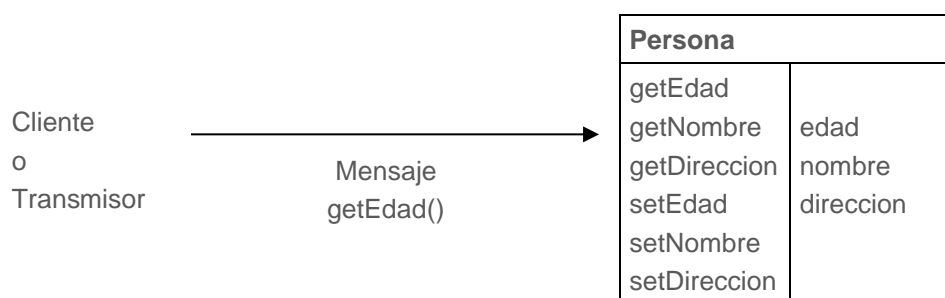 Cliente
o
Transmisor
Mensaje
getEdad()
Persona
getEdad
getNombre
getDireccion
setEdad
setNombre
setDireccion
edad
nombre
direccion